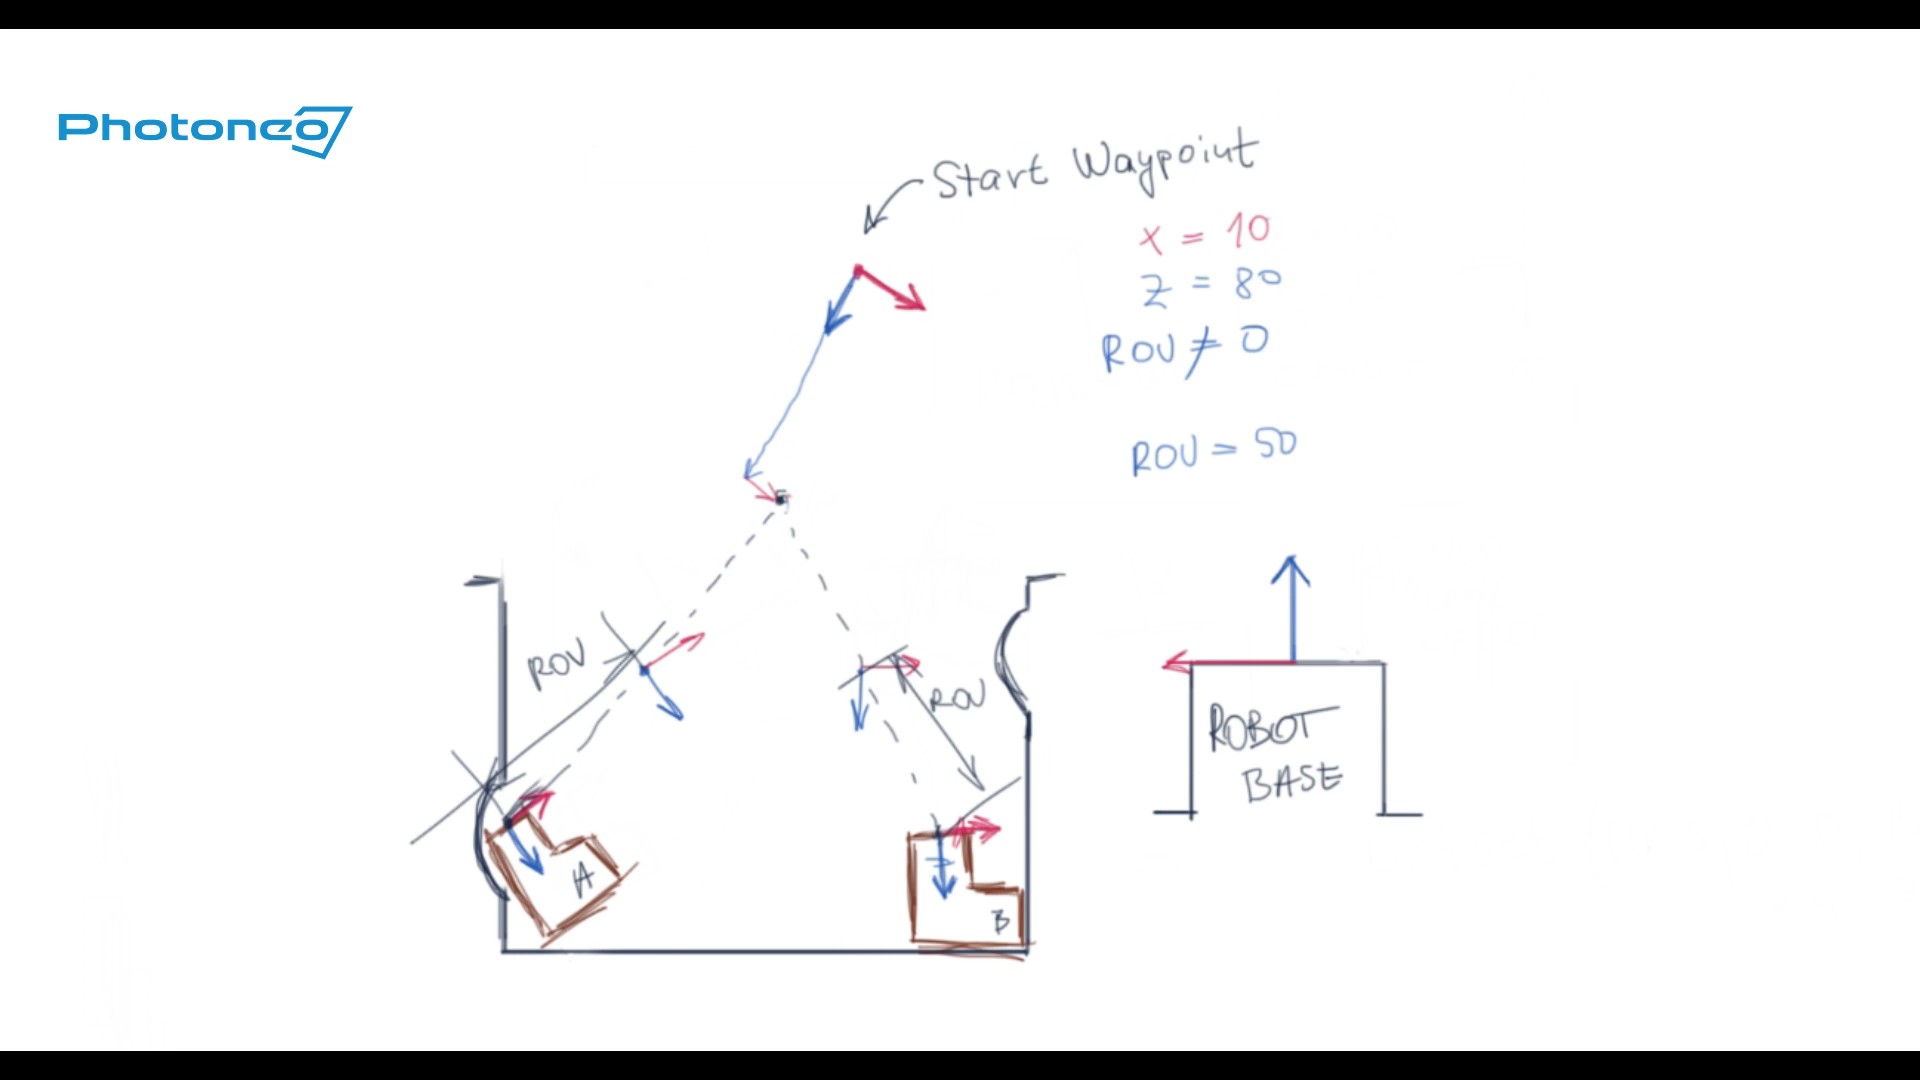 Photoneo
Start Waypoint
x = 10
z = 80
ROV ≠ 0
ROV = 50
ROV
ROV
ROBOT
BASE
A
B